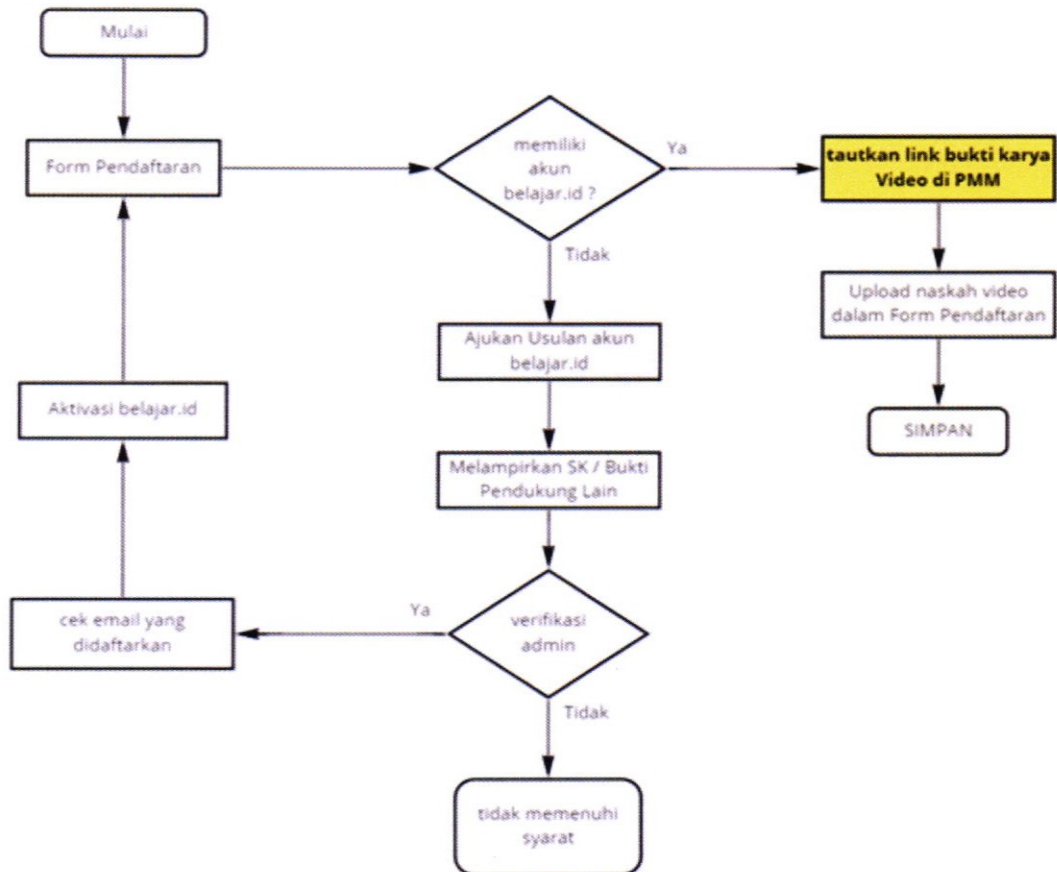 Mulai
Form Pendaftaran
memiliki
akun
belajar.id ?
Ya
tautkan link bukti karya
Video di PMM
Tidak
Upload naskah video
dalam Form Pendaftaran
Ajukan Usulan akun
belajar.id
Aktivasi belajar.id
SIMPAN
Melampirkan SK / Bukti
Pendukung Lain
cek email yang
didaftarkan
Ya
verifikasi
admin
Tidak
tidak memenuhi
syarat